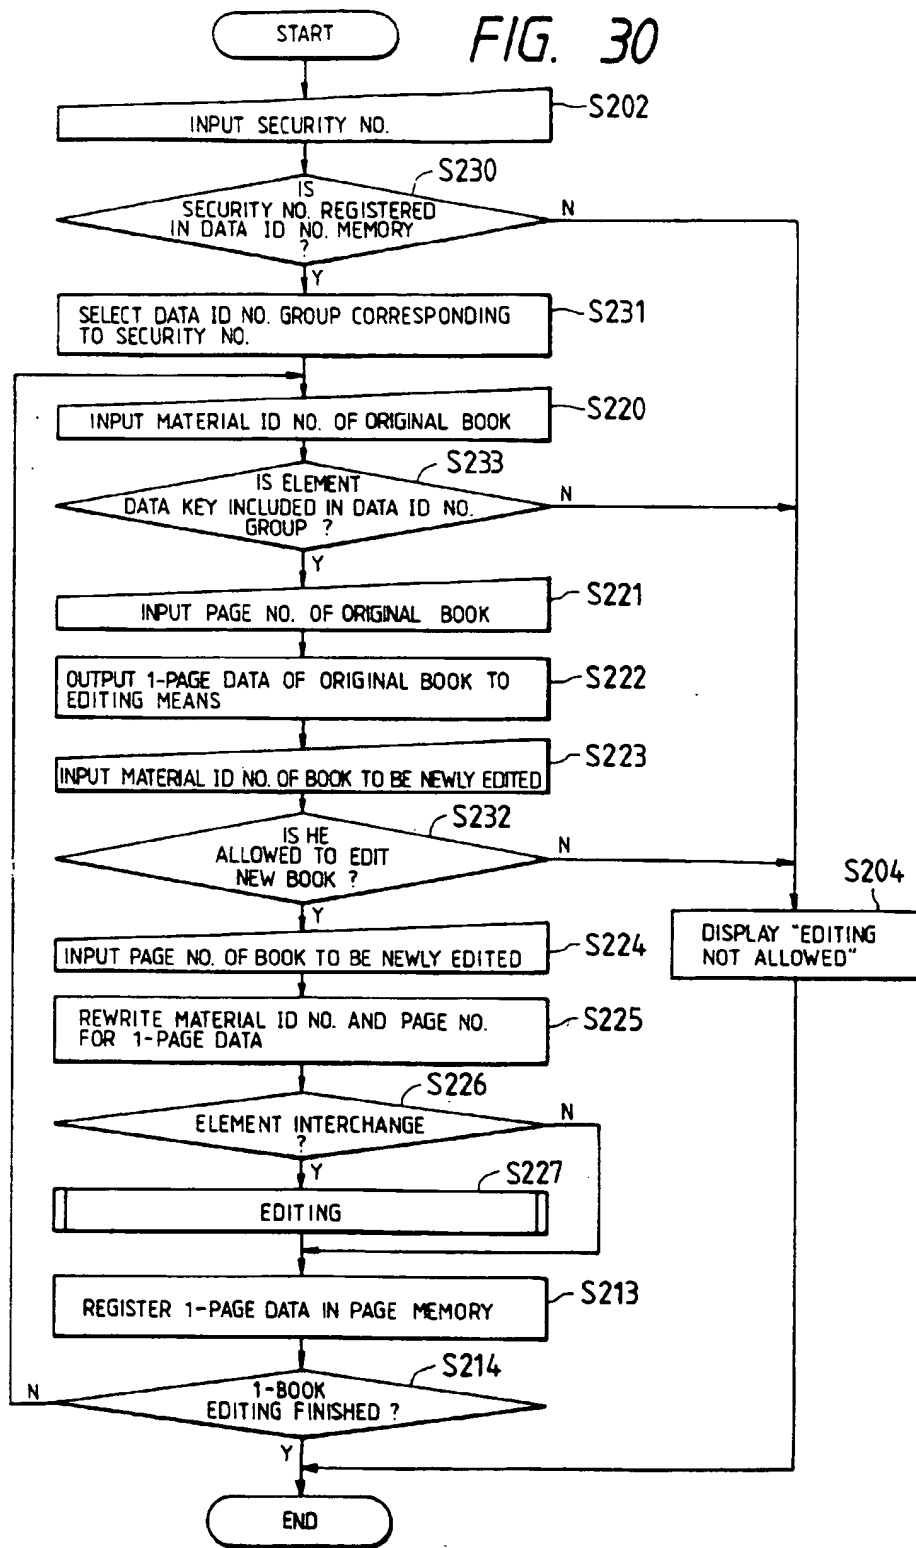 START
FIG. 30
INPUT SECURITY NO.
S202
S230
IS
SECURITY NO. REGISTERED
IN DATA ID NO. MEMORY
?
N
Y
SELECT DATA ID NO. GROUP CORRESPONDING
TO SECURITY NO.
S231
INPUT MATERIAL ID NO. OF ORIGINAL BOOK
S220
S233
IS ELEMENT
DATA KEY INCLUDED IN DATA ID NO.
GROUP ?
N
Y
INPUT PAGE NO. OF ORIGINAL BOOK
S221
OUTPUT 1-PAGE DATA OF ORIGINAL BOOK TO
EDITING MEANS
S222
INPUT MATERIAL ID NO. OF BOOK TO BE NEWLY EDITED
S223
S232
IS HE
ALLOWED TO EDIT
NEW BOOK ?
N
Y
S204
DISPLAY "EDITING
NOT ALLOWED"
INPUT PAGE NO. OF BOOK TO BE NEWLY EDITED
S224
REWRITE MATERIAL ID NO. AND PAGE NO.
FOR 1-PAGE DATA
S225
S226
ELEMENT INTERCHANGE
?
N
Y
S227
EDITING
REGISTER 1-PAGE DATA IN PAGE MEMORY
S213
S214
1-BOOK
EDITING FINISHED ?
N
Y
END